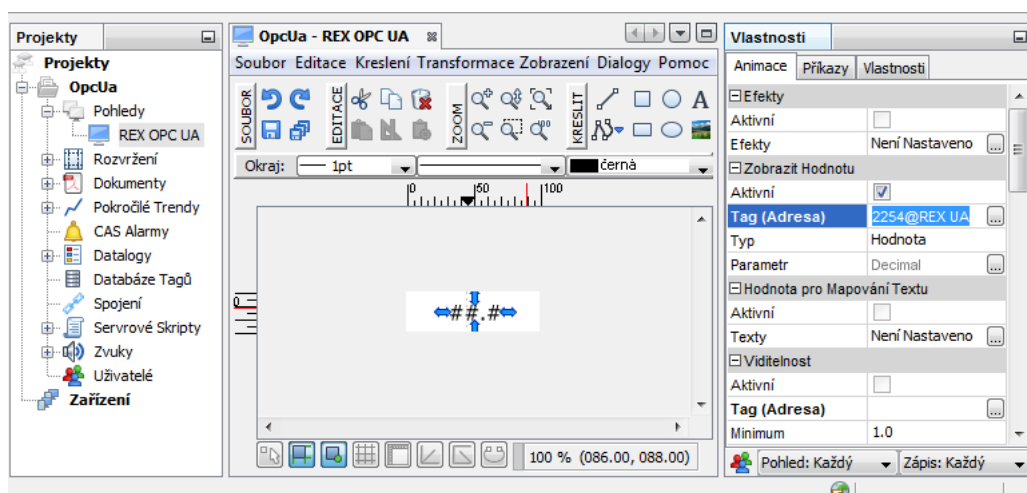 Projekty
Projekty
OpcUa
Pohledy
REX OPC UA
Rozvržení
Dokumenty
Pokročilé Trendy
CAS Alarmy
Datalogy
Databáze Tagů
Spojení
Servrové Skripty
Zvuky
Uživatelé
Zařízení
OpcUa - REX OPC UA
Soubor Editace Kreslení Transformace Zobrazení Dialogy Pomoc
SOUBOR
EDITACE
ZOOM
KRESLIT
Okraj: 1pt černá
0 50 100
0
##.#
100 % (086.00, 088.00)
Vlastnosti
Animace Příkazy Vlastnosti
Efekty
Aktivní
Efekty Není Nastaveno ...
Zobrazit Hodnotu
Aktivní
Tag (Adresa) 2254@REX UA ...
Typ Hodnota
Parametr Decimal ...
Hodnota pro Mapování Textu
Aktivní
Texty Není Nastaveno ...
Viditelnost
Aktivní
Tag (Adresa) ...
Minimum 1.0
Pohled: Každý Zápis: Každý